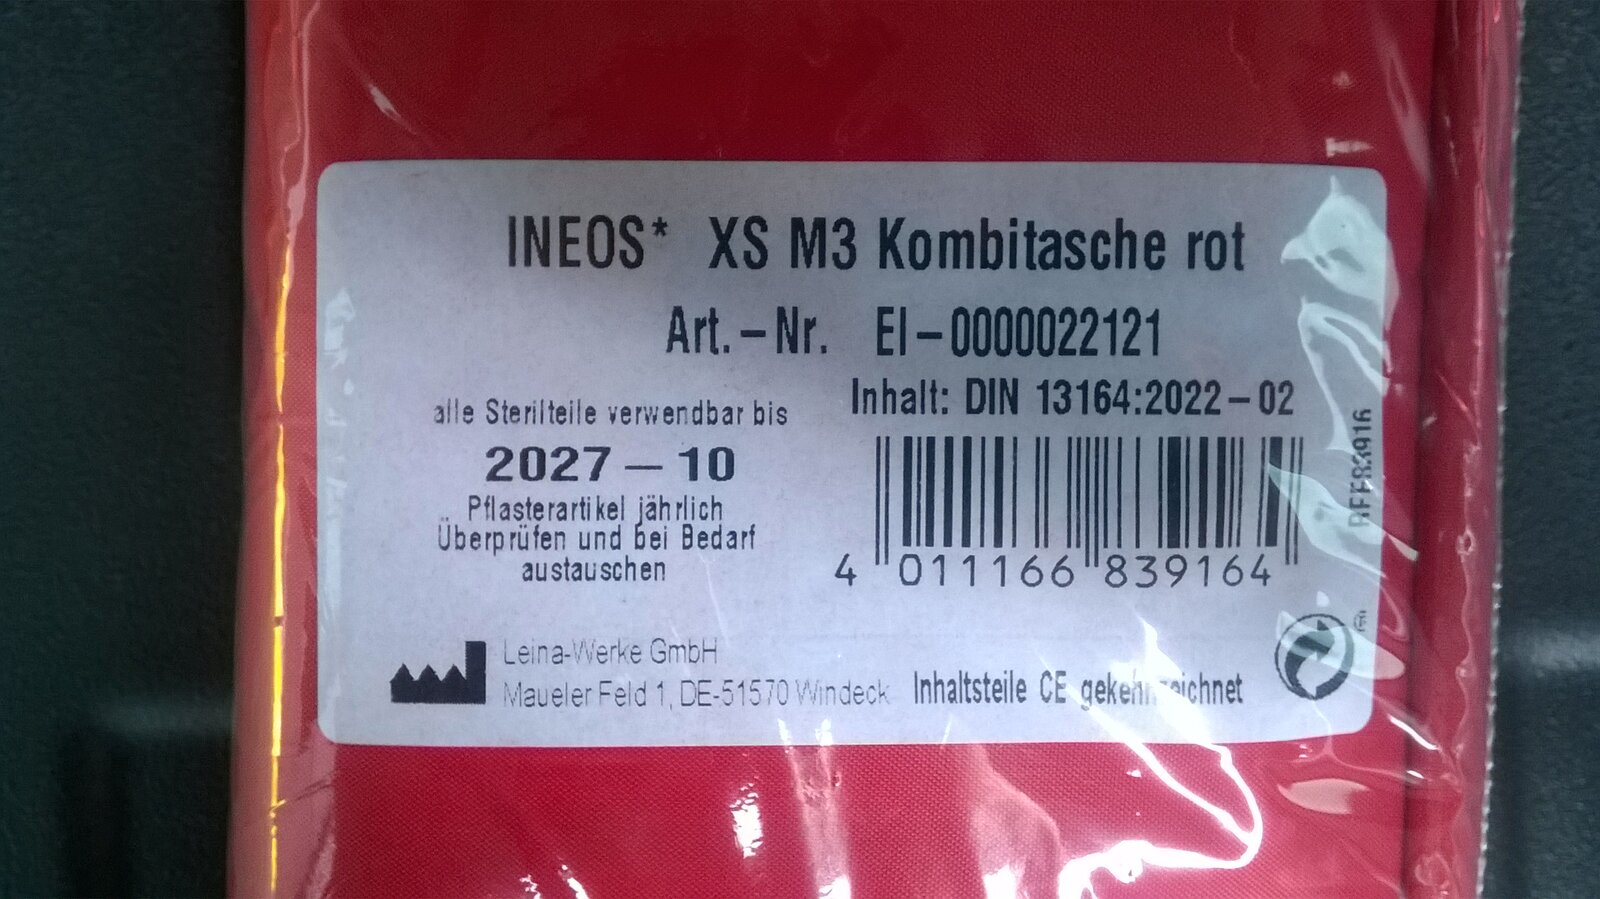 INEOS* XS M3 Kombitasche rot
Art.-Nr. EI-0000022121
Inhalt: DIN 13164:2022-02
alle Sterilteile verwendbar bis
2027-10
Pflasterartikel jährlich
Überprüfen und bei Bedarf
austauschen
4 011166 839164
Leina-Werke GmbH
Maueler Feld 1, DE-51570 Windeck
Inhaltsteile CE gekennzeichnet
®